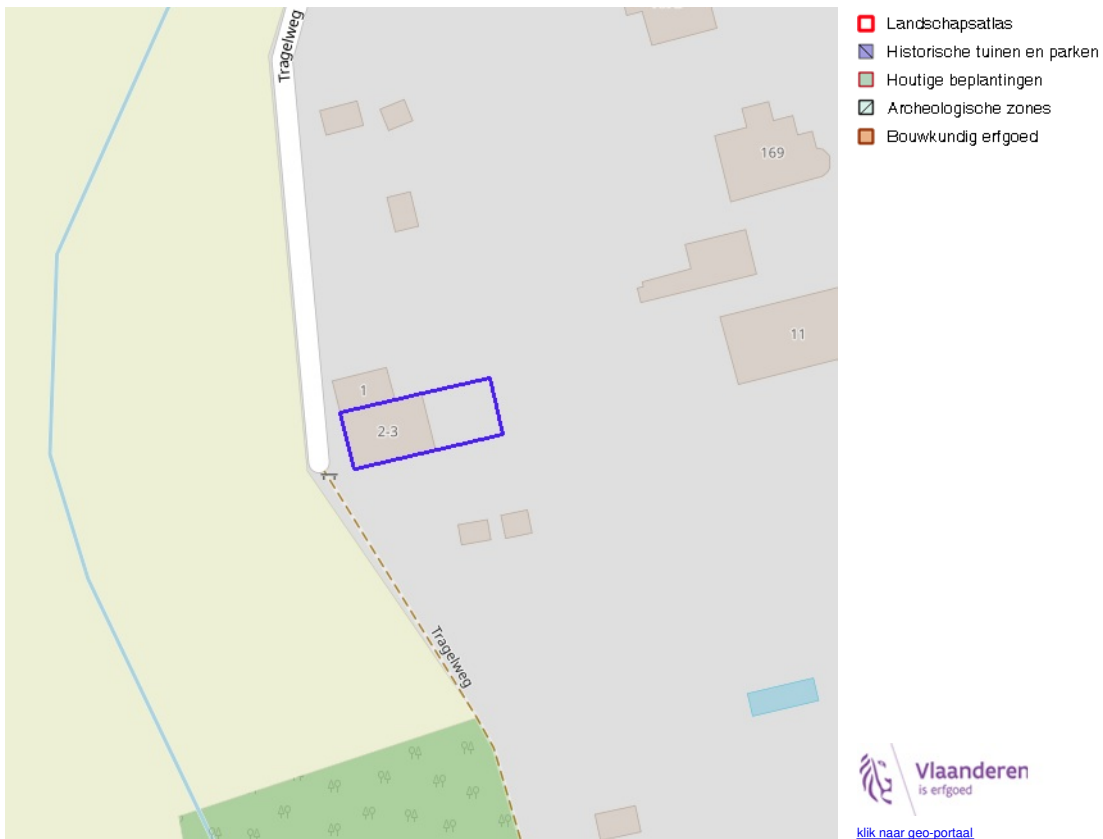 Tragelweg
169
11
1
2-3
Tragelweg
Landschapsatlas
Historische tuinen en parken
Houtige beplantingen
Archeologische zones
Bouwkundig erfgoed
Vlaanderen
is erfgoed
klik naar geo-portaal